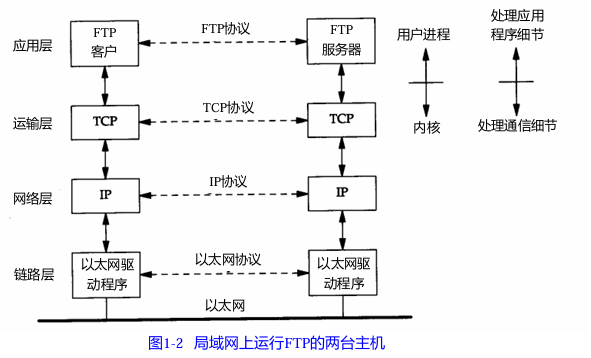 应用层
FTP
客户
FTP协议
FTP
服务器
用户进程
处理应用
程序细节
运输层
TCP
TCP协议
TCP
内核
处理通信细节
网络层
IP
IP协议
IP
链路层
以太网驱
动程序
以太网协议
以太网驱
动程序
以太网
图1-2 局域网上运行FTP的两台主机